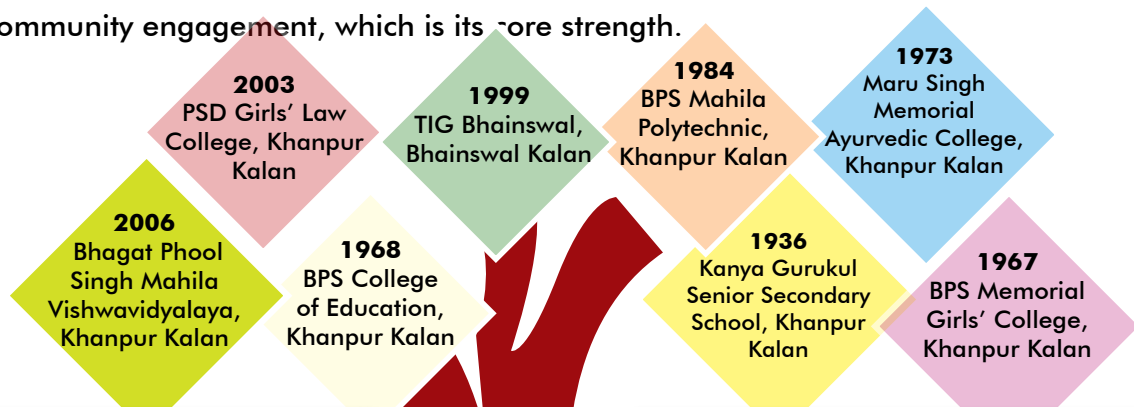 ommunity engagement, which is its core strength.
2003
PSD Girls' Law
College, Khanpur
Kalan
1999
TIG Bhainswal,
Bhainswal Kalan
1984
BPS Mahila
Polytechnic,
Khanpur Kalan
1973
Maru Singh
Memorial
Ayurvedic College,
Khanpur Kalan
2006
Bhagat Phool
Singh Mahila
Vishwavidyalaya,
Khanpur Kalan
1968
BPS College
of Education,
Khanpur Kalan
1936
Kanya Gurukul
Senior Secondary
School, Khanpur
Kalan
1967
BPS Memorial
Girls' College,
Khanpur Kalan